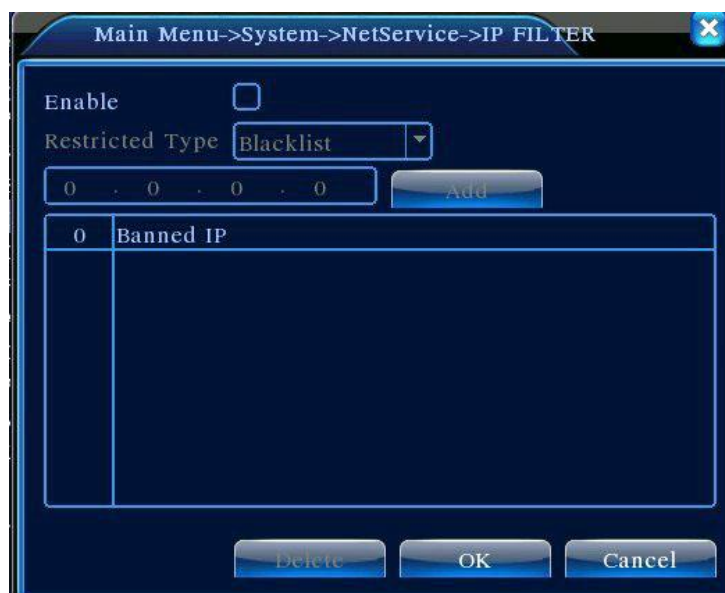 Main Menu->System->NetService->IP FILTER
Enable
Restricted Type Blacklist
0 . 0 . 0 . 0 Add
0 Banned IP
Delete OK Cancel